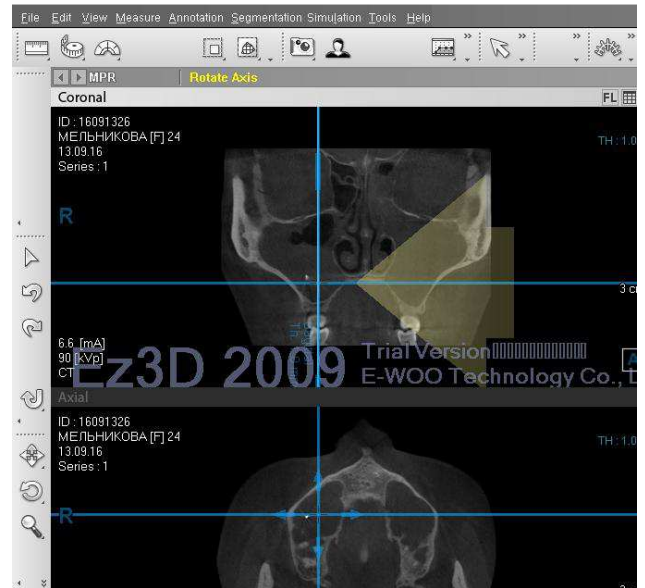 File Edit View Measure Annotation Segmentation Simulation Tools Help
MPR Rotate Axis
Coronal FL
ID : 16091326
МЕЛЬНИКОВА [F] 24
13.09.16
Series : 1
TH : 1.0
R
3 c
6.6 [mA]
90 [kVp]
CT
A
Ez3D 2009 Trial Version
E-WOO Technology Co., L
Axial
ID : 16091326
МЕЛЬНИКОВА [F] 24
13.09.16
Series : 1
TH : 1.0
R